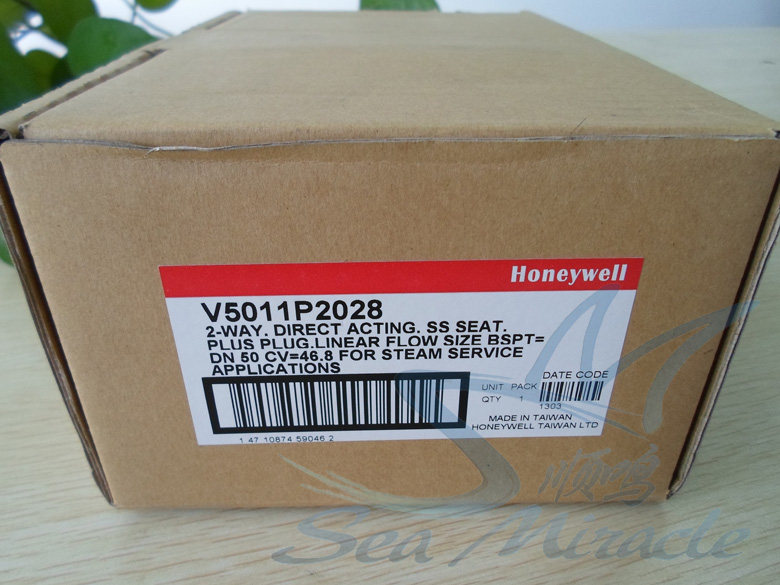 Honeywell
V5011P2028
2-WAY. DIRECT ACTING. SS SEAT.
PLUS PLUG.LINEAR FLOW SIZE BSPT=
DN 50 CV=46.8 FOR STEAM SERVICE
APPLICATIONS
DATE CODE
UNIT PACK
QTY 1
1303
MADE IN TAIWAN
HONEYWELL TAIWAN LTD
1 47 10874 59046 2
顺鸣
Sea Miracle